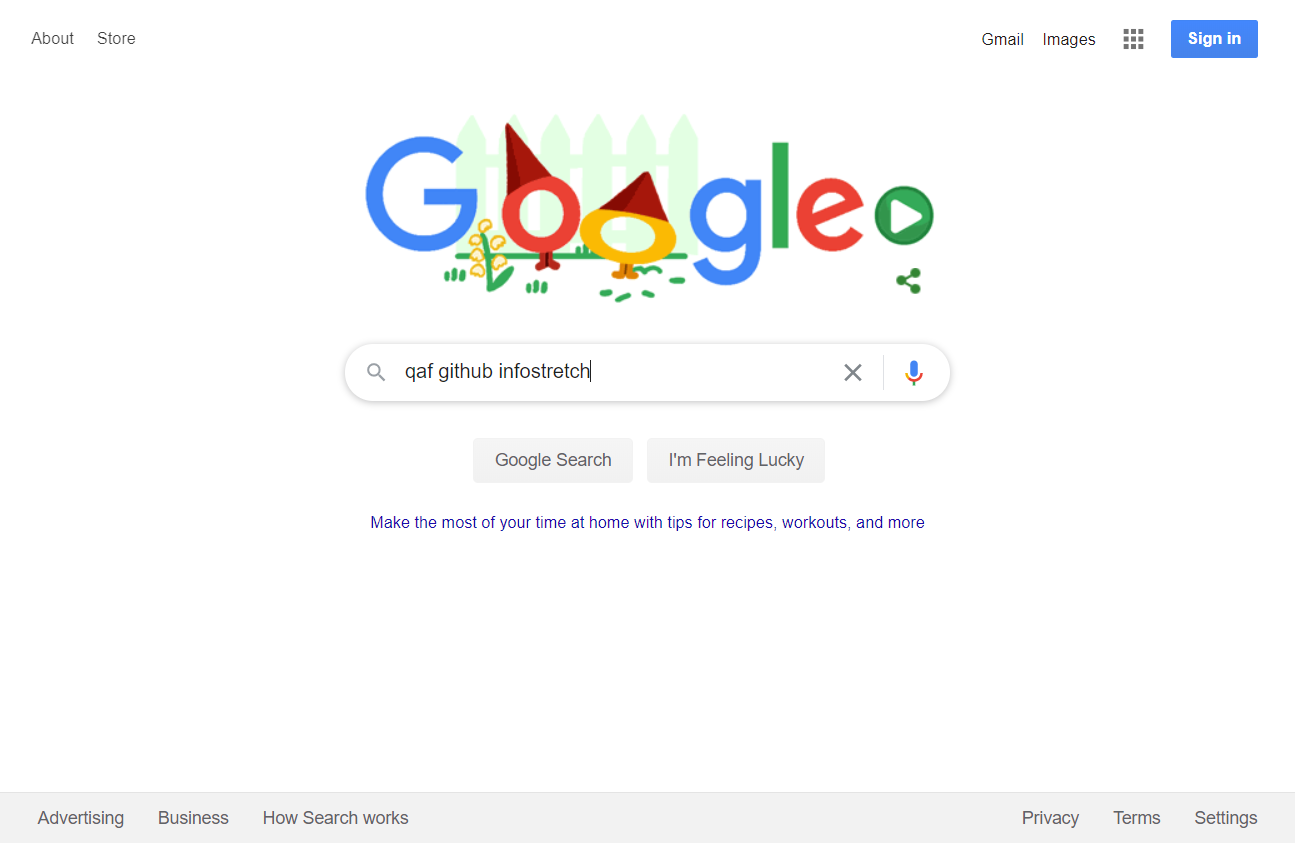 About Store Gmail Images Sign in
Google
qaf github infostretch
Google Search I'm Feeling Lucky
Make the most of your time at home with tips for recipes, workouts, and more
Advertising Business How Search works Privacy Terms Settings